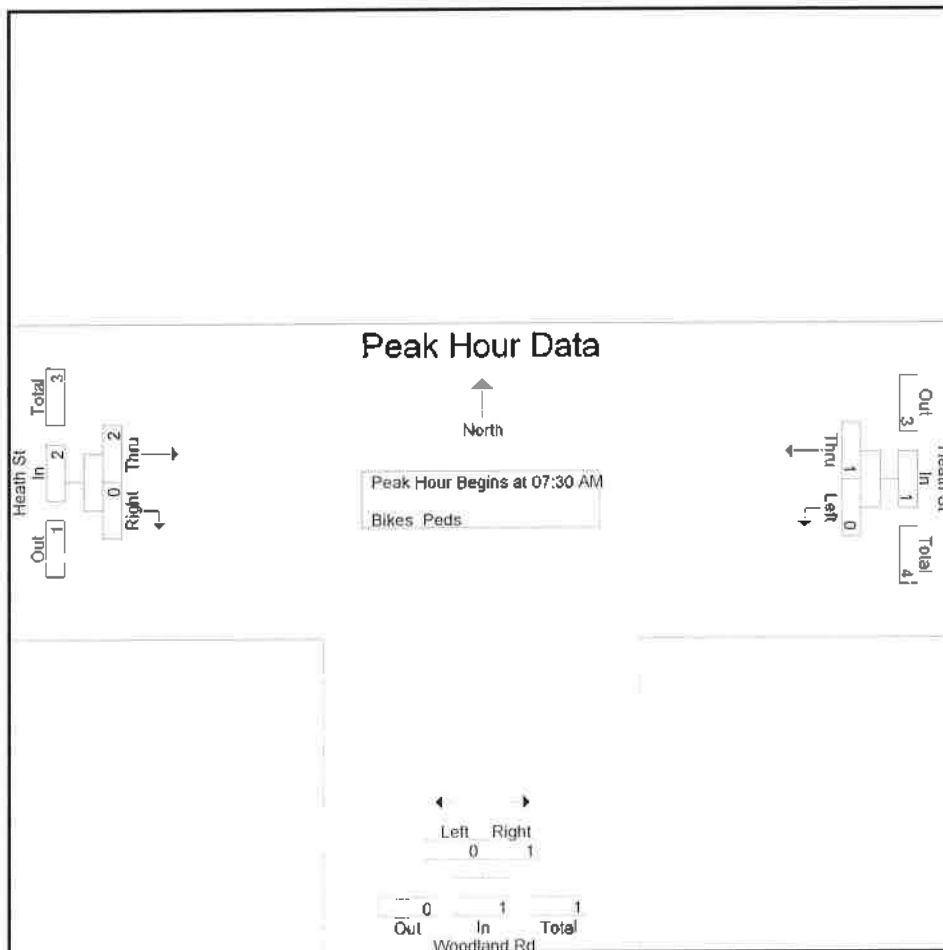 Peak Hour Data
North
Peak Hour Begins at 07:30 AM
Bikes Peds
Heath St
Out In Total
1 2 3
Right Thru
0 2
Heath St
Out In Total
3 1 4
Thru Left
1 0
Left Right
0 1
0 1 1
Out In Total
Woodland Rd